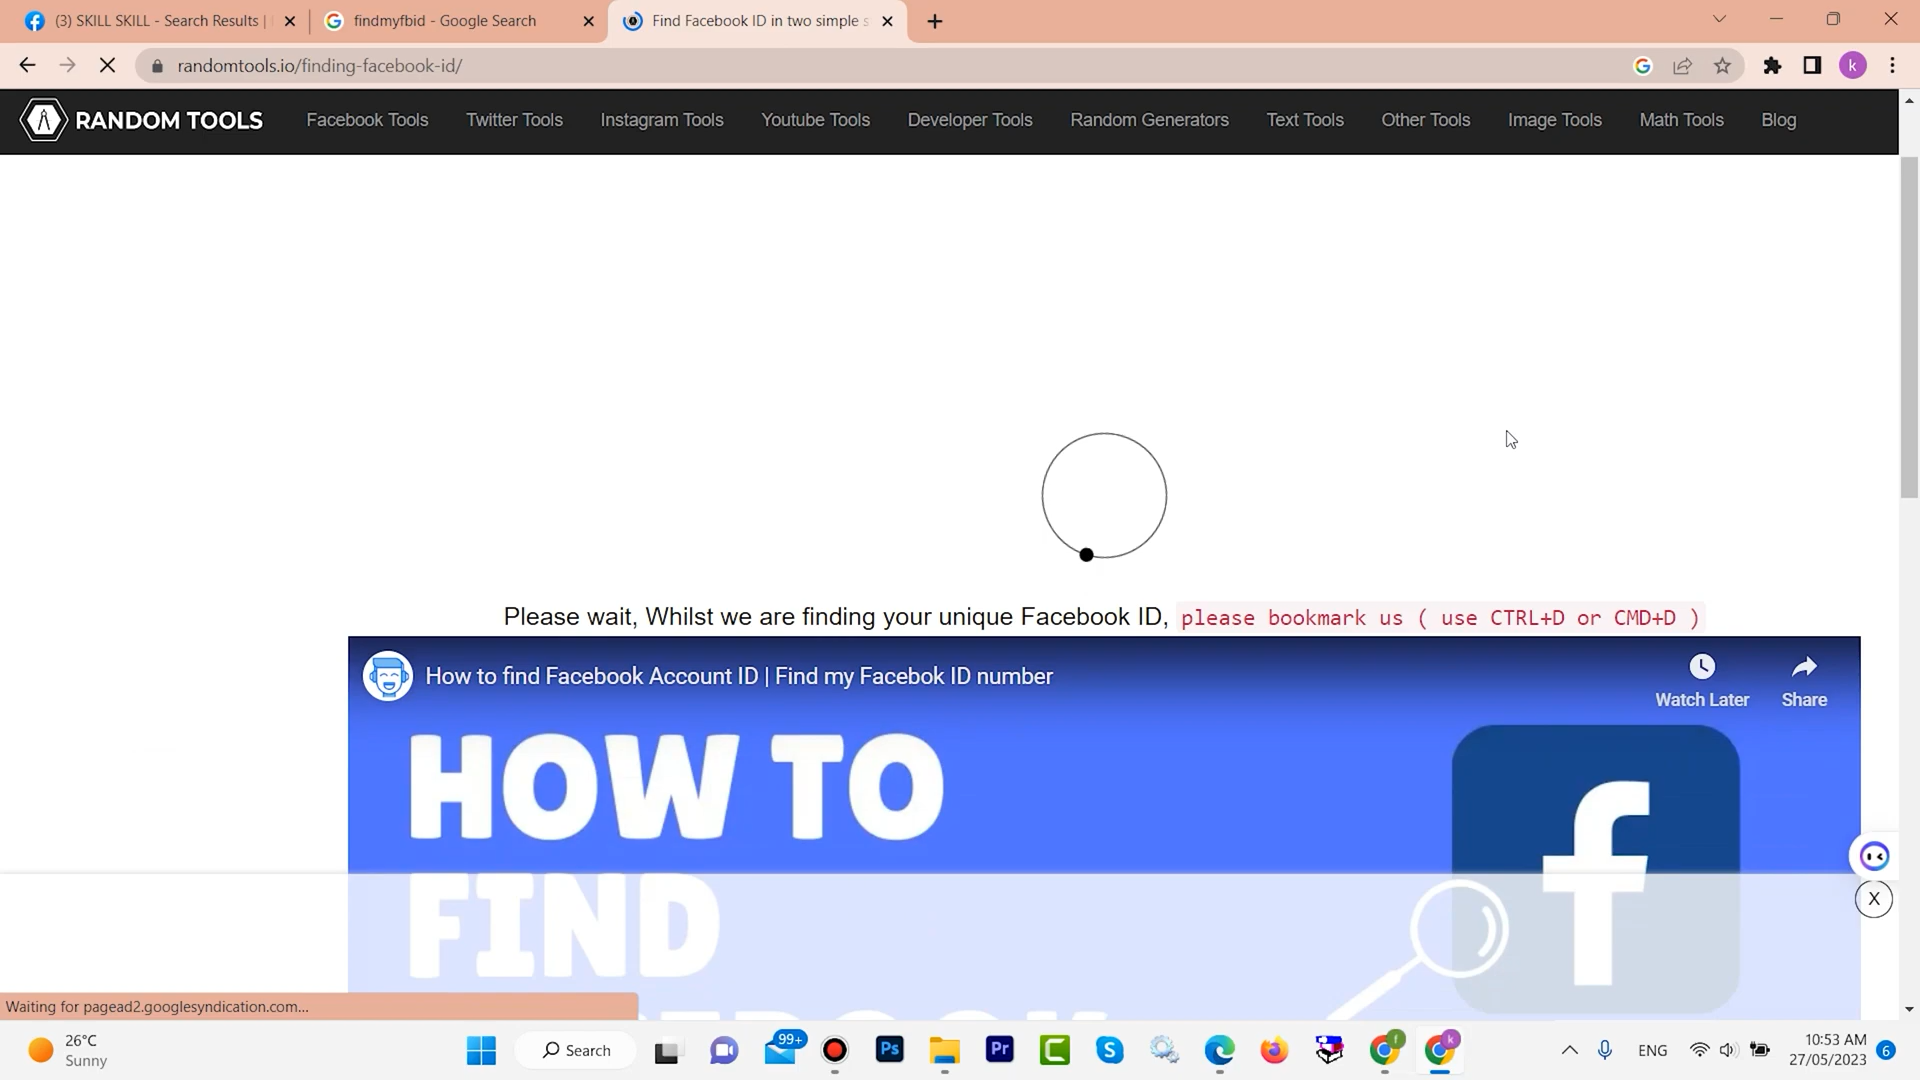 (3) SKILL SKILL - Search Results |
findmyfbid - Google Search
Find Facebook ID in two simple s
randomtools.io/finding-facebook-id/
k
RANDOM TOOLS
Facebook Tools
Twitter Tools
Instagram Tools
Youtube Tools
Developer Tools
Random Generators
Text Tools
Other Tools
Image Tools
Math Tools
Blog
Please wait, Whilst we are finding your unique Facebook ID, please bookmark us ( use CTRL+D or CMD+D )
How to find Facebook Account ID | Find my Facebok ID number
Watch Later
Share
HOW TO
FIND
X
Waiting for pagead2.googlesyndication.com...
26°C
Sunny
Search
99+
Ps
Pr
f
k
ENG
10:53 AM
27/05/2023
6